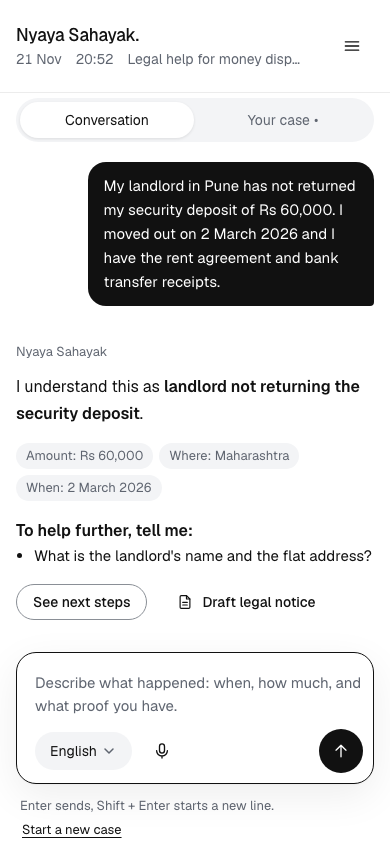 Nyaya Sahayak.
21 Nov 20:52 Legal help for money disp...
Conversation
Your case •
My landlord in Pune has not returned
my security deposit of Rs 60,000. I
moved out on 2 March 2026 and I
have the rent agreement and bank
transfer receipts.
Nyaya Sahayak
I understand this as landlord not returning the
security deposit.
Amount: Rs 60,000
Where: Maharashtra
When: 2 March 2026
To help further, tell me:
• What is the landlord's name and the flat address?
See next steps
Draft legal notice
Describe what happened: when, how much, and
what proof you have.
English
Enter sends, Shift + Enter starts a new line.
Start a new case